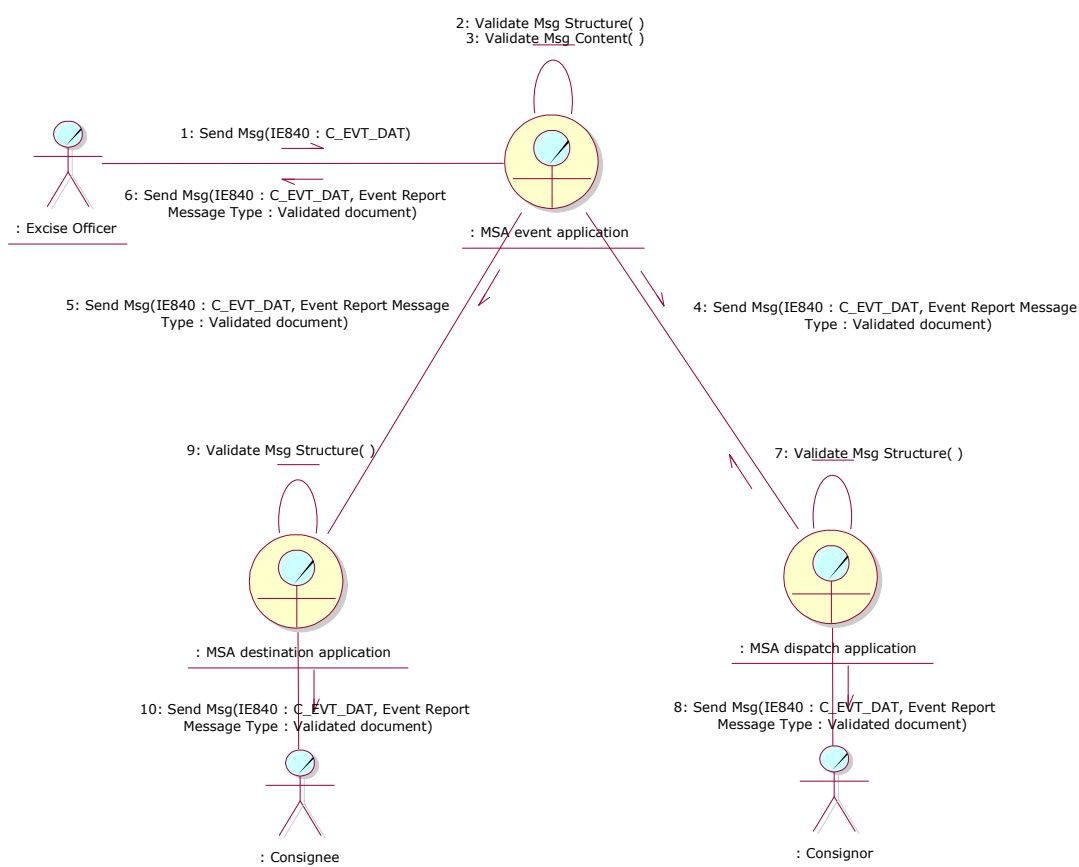 2: Validate Msg Structure( )
3: Validate Msg Content( )
1: Send Msg(IE840 : C_EVT_DAT)
6: Send Msg(IE840 : C_EVT_DAT, Event Report
Message Type : Validated document)
: Excise Officer
: MSA event application
5: Send Msg(IE840 : C_EVT_DAT, Event Report Message
Type : Validated document)
4: Send Msg(IE840 : C_EVT_DAT, Event Report Message
Type : Validated document)
9: Validate Msg Structure( )
7: Validate Msg Structure( )
: MSA destination application
: MSA dispatch application
10: Send Msg(IE840 : C_EVT_DAT, Event Report
Message Type : Validated document)
8: Send Msg(IE840 : C_EVT_DAT, Event Report
Message Type : Validated document)
: Consignee
: Consignor